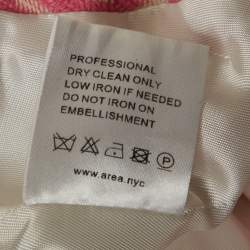 PROFESSIONAL
DRY CLEAN ONLY
LOW IRON IF NEEDED
DO NOT IRON ON
EMBELLISHMENT
P
www.area.nyc